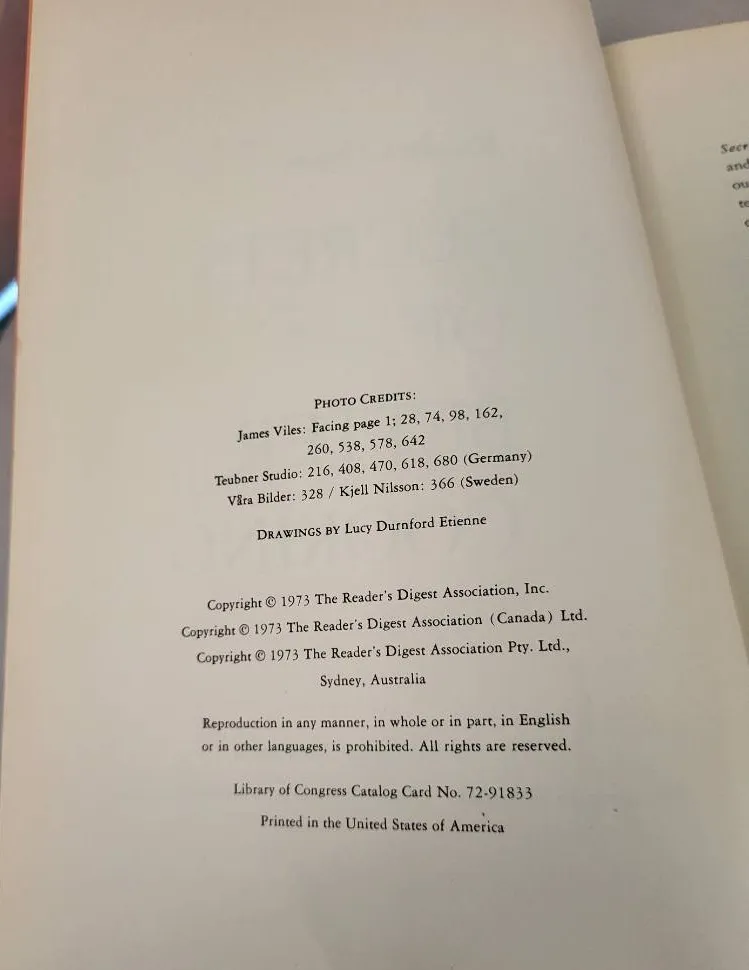 PHOTO CREDITS:
James Viles: Facing page 1; 28, 74, 98, 162,
260, 538, 578, 642
Teubner Studio: 216, 408, 470, 618, 680 (Germany)
Våra Bilder: 328 / Kjell Nilsson: 366 (Sweden)
DRAWINGS BY Lucy Durnford Etienne
Copyright © 1973 The Reader's Digest Association, Inc.
Copyright © 1973 The Reader's Digest Association (Canada) Ltd.
Copyright © 1973 The Reader's Digest Association Pty. Ltd.,
Sydney, Australia
Reproduction in any manner, in whole or in part, in English
or in other languages, is prohibited. All rights are reserved.
Library of Congress Catalog Card No. 72-91833
Printed in the United States of America
Secr
and
ou
te